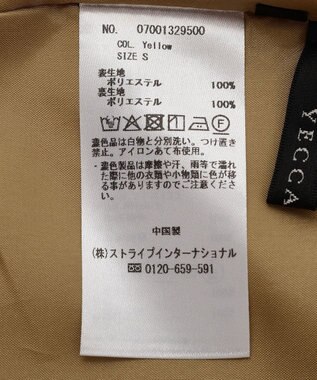 NO. 07001329500
COL. Yellow
SIZE S
表生地
ポリエステル 100%
裏生地
ポリエステル 100%
・濃色品は白物と分別洗い。つけ置き
禁止。アイロンあて布使用。
・濃色製品は摩擦や汗、雨等で濡れ
た際に他の衣類や小物類に色が移
る事がありますのでご注意くださ
い。
中国製
(株)ストライプインターナショナル
0120-659-591
YECCA